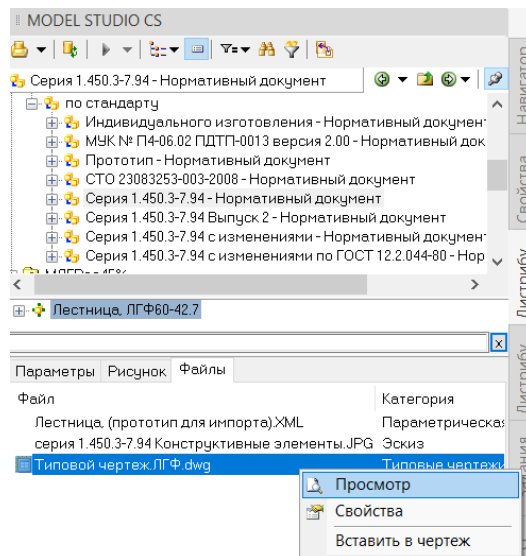 MODEL STUDIO CS
Серия 1.450.3-7.94 - Нормативный документ
по стандарту
Индивидуального изготовления - Нормативный докумен
МУК № П4-06.02 ПДТП-0013 версия 2.00 - Нормативный док
Прототип - Нормативный документ
СТО 23083253-003-2008 - Нормативный документ
Серия 1.450.3-7.94 - Нормативный документ
Серия 1.450.3-7.94 Выпуск 2 - Нормативный документ
Серия 1.450.3-7.94 с изменениями - Нормативный докумен
Серия 1.450.3-7.94 с изменениями по ГОСТ 12.2.044-80 - Нор
Лестница, ЛГФ60-42.7
Параметры Рисунок Файлы
Файл Категория
Лестница, (прототип для импорта).XML Параметрическая
серия 1.450.3-7.94 Конструктивные элементы.JPG Эскиз
Типовой чертеж.ЛГФ.dwg Типовые чертежи
Просмотр
Свойства
Вставить в чертеж
Навигатор
Свойства
Дистрибу
Дистрибу